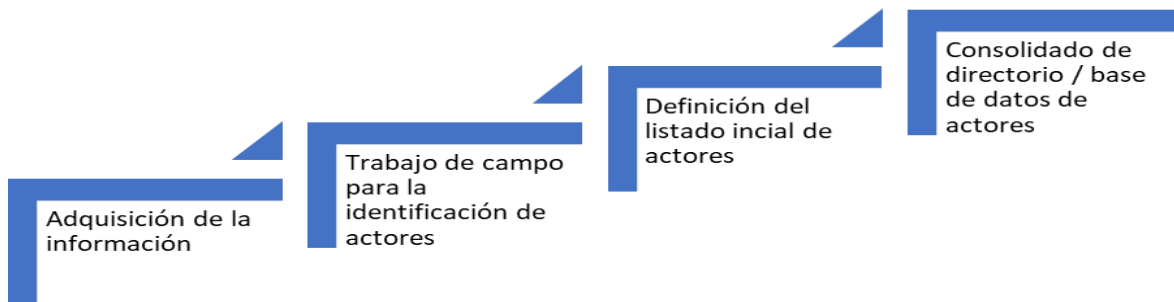 Adquisición de la
información
Trabajo de campo
para la
identificación de
actores
Definición del
listado incial de
actores
Consolidado de
directorio / base
de datos de
actores